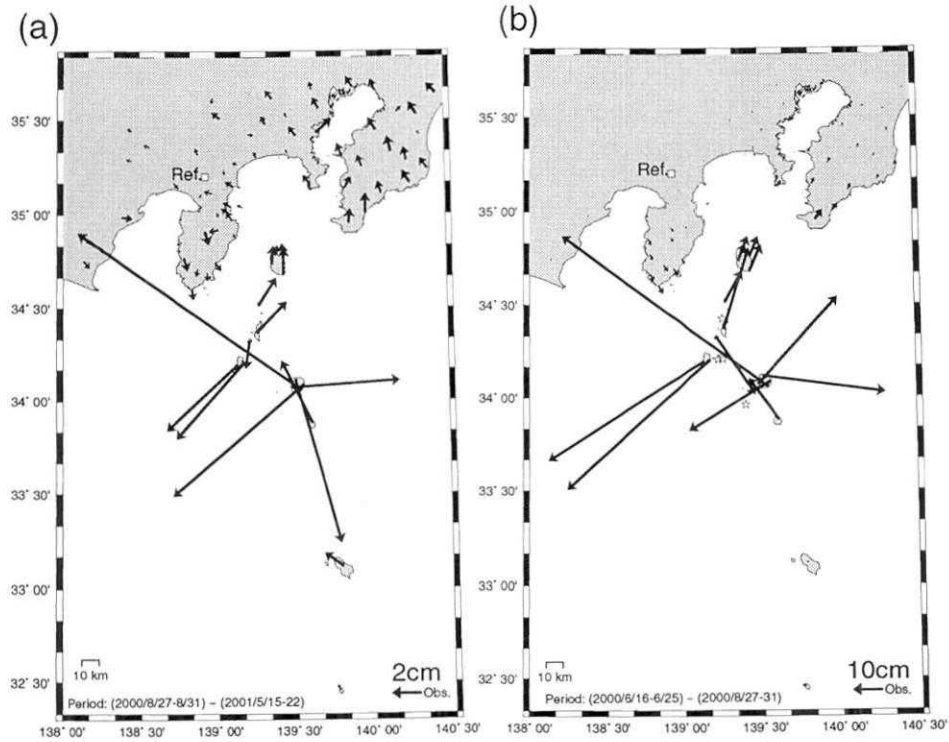 (a)
(b)
35° 30'
35° 00'
34° 30'
34° 00'
33° 30'
33° 00'
32° 30'
Ref.
10 km
2cm
Obs.
Period: (2000/8/27-8/31) – (2001/5/15-22)
138° 00' 138° 30' 139° 00' 139° 30' 140° 00' 140° 30'
35° 30'
35° 00'
34° 30'
34° 00'
33° 30'
33° 00'
32° 30'
Ref.
10 km
10cm
Obs.
Period: (2000/6/16-6/25) – (2000/8/27-31)
138° 00' 138° 30' 139° 00' 139° 30' 140° 00' 140° 30'